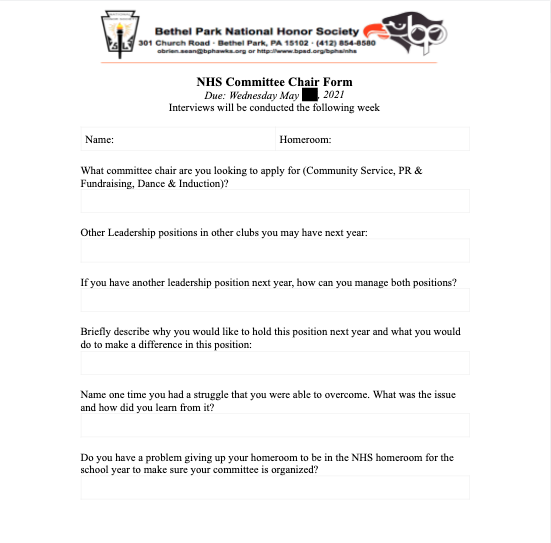 Bethel Park National Honor Society
301 Church Road · Bethel Park, PA 15102 · (412) 854-8580
obrien.sean@bphawks.org or http://www.bpsd.org/bphs/nhs
bp
NHS Committee Chair Form
Due: Wednesday May , 2021
Interviews will be conducted the following week
Name: Homeroom:
What committee chair are you looking to apply for (Community Service, PR &
Fundraising, Dance & Induction)?
Other Leadership positions in other clubs you may have next year:
If you have another leadership position next year, how can you manage both positions?
Briefly describe why you would like to hold this position next year and what you would
do to make a difference in this position:
Name one time you had a struggle that you were able to overcome. What was the issue
and how did you learn from it?
Do you have a problem giving up your homeroom to be in the NHS homeroom for the
school year to make sure your committee is organized?